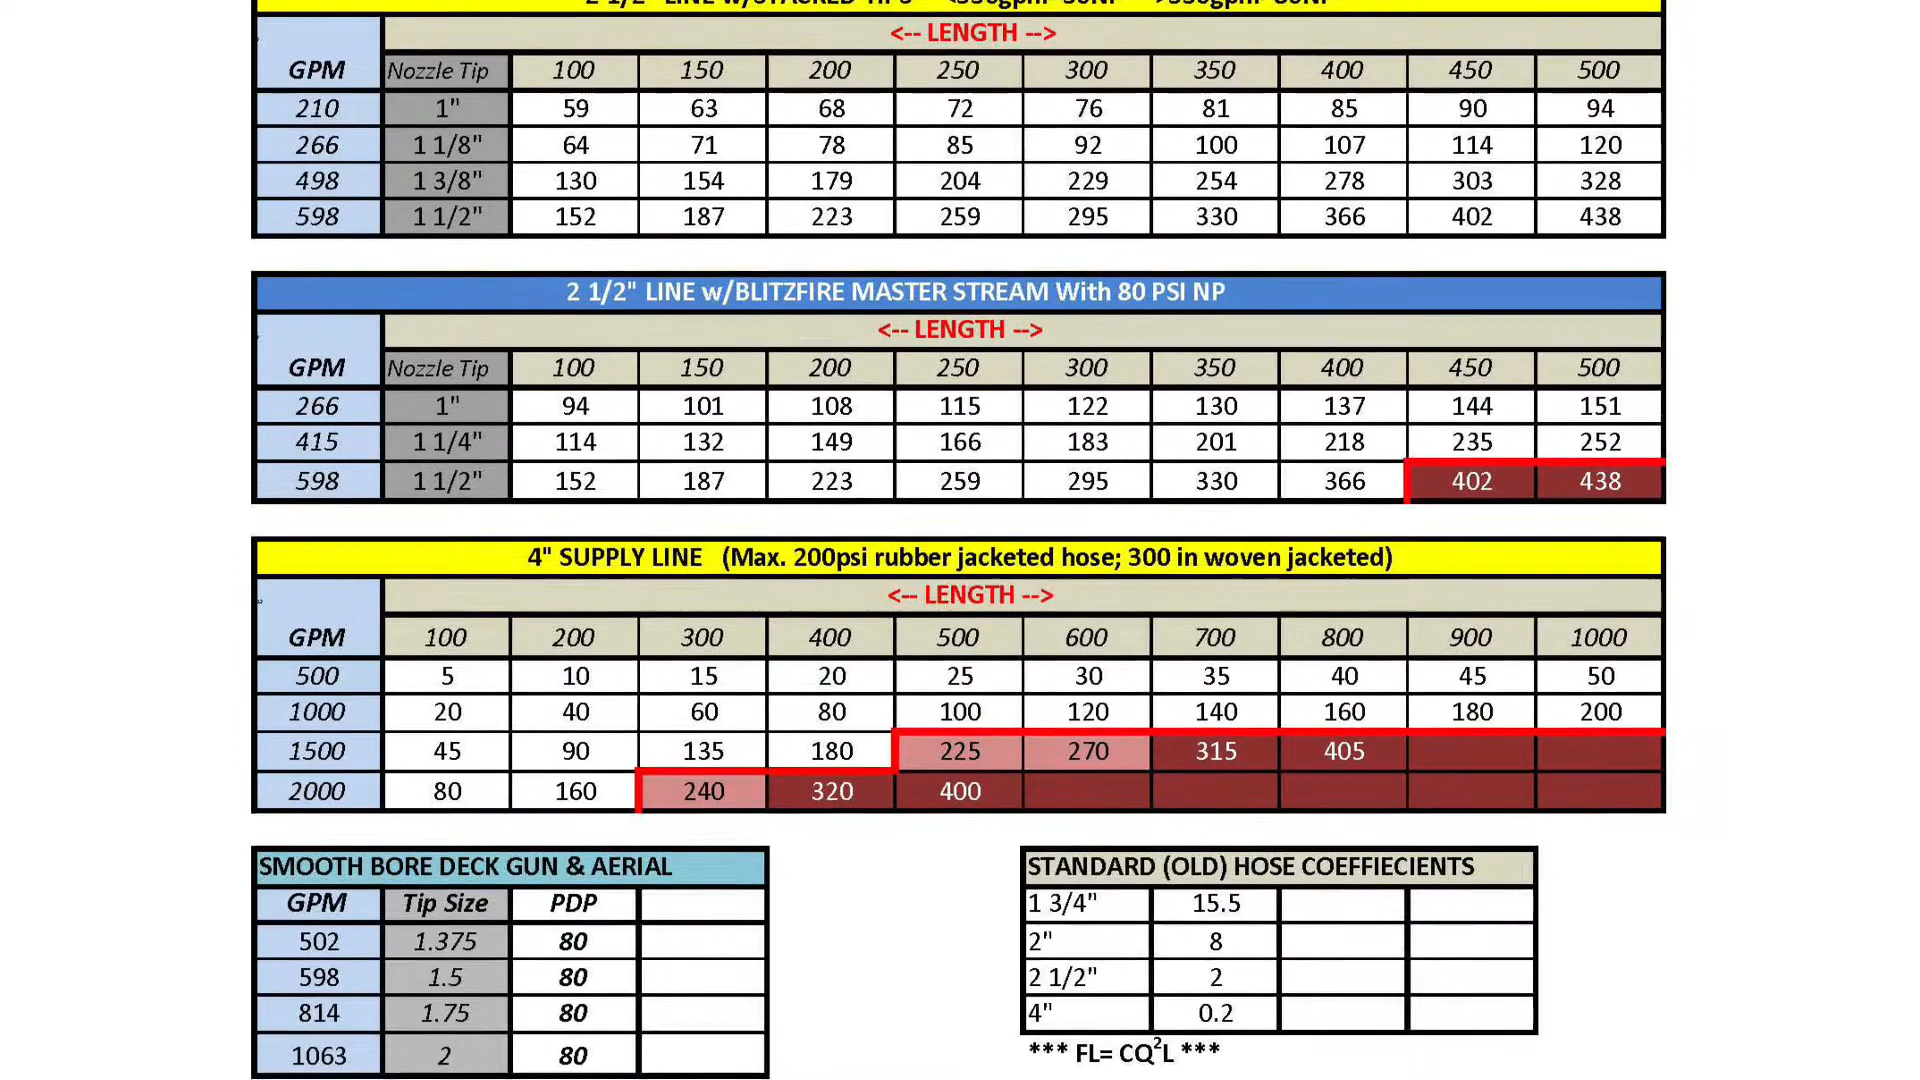 2 1/2" LINE w/STACKED TIPS <350gpm 50NP >350gpm 80NP
<-- LENGTH -->
GPM Nozzle Tip 100 150 200 250 300 350 400 450 500
210 1" 59 63 68 72 76 81 85 90 94
266 1 1/8" 64 71 78 85 92 100 107 114 120
498 1 3/8" 130 154 179 204 229 254 278 303 328
598 1 1/2" 152 187 223 259 295 330 366 402 438
2 1/2" LINE w/BLITZFIRE MASTER STREAM With 80 PSI NP
<-- LENGTH -->
GPM Nozzle Tip 100 150 200 250 300 350 400 450 500
266 1" 94 101 108 115 122 130 137 144 151
415 1 1/4" 114 132 149 166 183 201 218 235 252
598 1 1/2" 152 187 223 259 295 330 366 402 438
4" SUPPLY LINE (Max. 200psi rubber jacketed hose; 300 in woven jacketed)
<-- LENGTH -->
GPM 100 200 300 400 500 600 700 800 900 1000
500 5 10 15 20 25 30 35 40 45 50
1000 20 40 60 80 100 120 140 160 180 200
1500 45 90 135 180 225 270 315 405
2000 80 160 240 320 400
SMOOTH BORE DECK GUN & AERIAL
GPM Tip Size PDP
502 1.375 80
598 1.5 80
814 1.75 80
1063 2 80
STANDARD (OLD) HOSE COEFFIECIENTS
1 3/4" 15.5
2" 8
2 1/2" 2
4" 0.2
*** FL= CQ²L ***